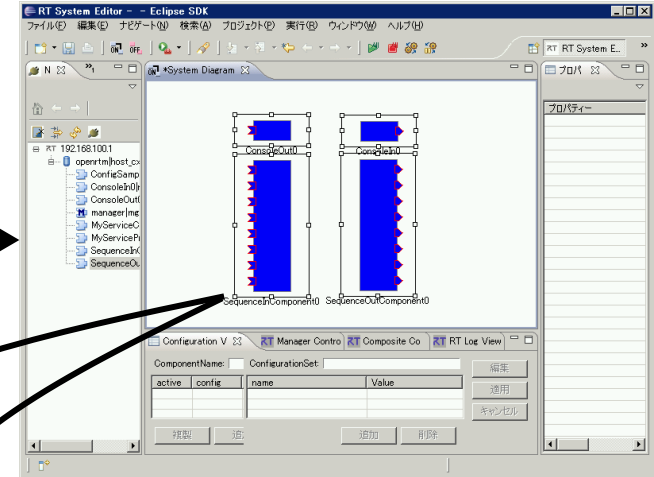 RT System Editor - - Eclipse SDK
ファイル(F) 編集(E) ナビゲート(N) 検索(A) プロジェクト(P) 実行(R) ウィンドウ(W) ヘルプ(H)
RT System E..
N
*System Diagram
プロパ
プロパティー
RT 192.168.100.1
openrtm|host_cx
ConfigSamp
ConsoleIn0|r
ConsoleOut(
manager|mg
MyServiceC
MyServicePr
SequenceIn(
SequenceOu
ConsoleOut0
ConsoleIn0
SequenceInComponent0 SequenceOutComponent0
Configuration V
RT Manager Contro
RT Composite Co
RT RT Log View
ComponentName:
ConfigurationSet:
編集
active config
name Value
適用
キャンセル
複製
追加
削除